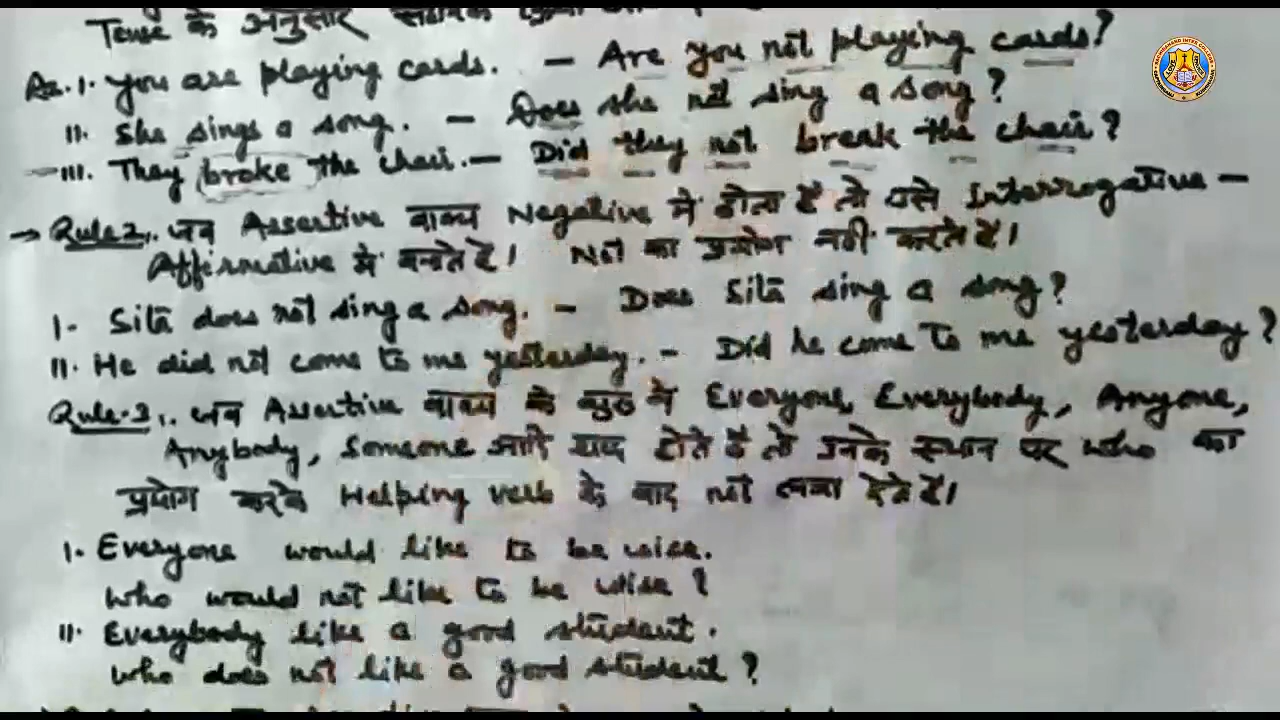 Tense के अनुसार सहायक
Ex. I. You are playing cards. – Are you not playing cards?
II. She sings a song. – Does she not sing a song?
III. They broke the chair. – Did they not break the chair?
→ Rule 2. जब Assertive वाक्य Negative में होता है तो उसे Interrogative –
Affirmative में बनाते हैं। Not का प्रयोग नहीं करते हैं।
I. Sita does not sing a song. – Does Sita sing a song?
II. He did not come to me yesterday. – Did he come to me yesterday?
Rule-3. जब Assertive वाक्य के शुरु में Everyone, Everybody, Anyone,
Anybody, Someone आदि शब्द होते है तो उनके स्थान पर who का
प्रयोग करके Helping verb के बाद not लगा देते हैं।
I. Everyone would like to be wise.
Who would not like to be wise?
II. Everybody like a good student.
Who does not like a good student?